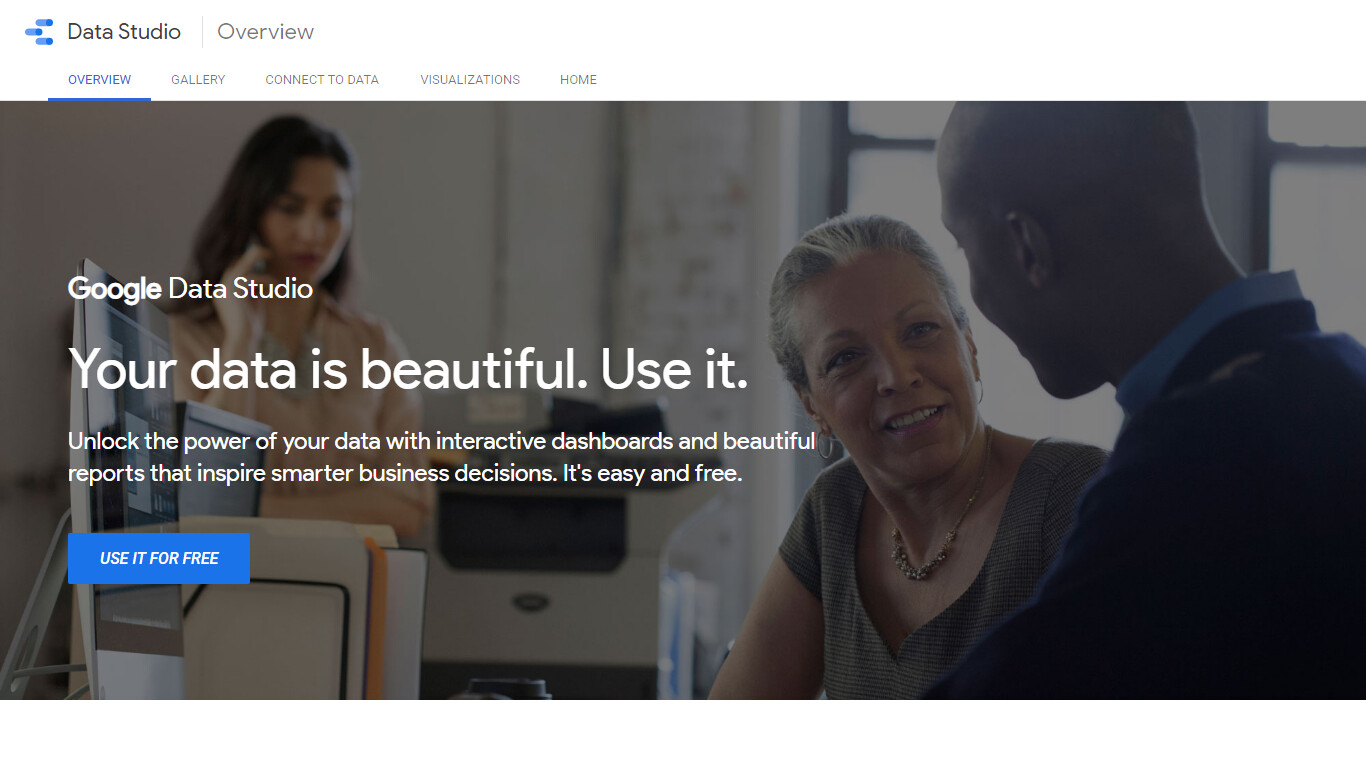 Data Studio Overview
OVERVIEW GALLERY CONNECT TO DATA VISUALIZATIONS HOME
Google Data Studio
Your data is beautiful. Use it.
Unlock the power of your data with interactive dashboards and beautiful
reports that inspire smarter business decisions. It's easy and free.
USE IT FOR FREE